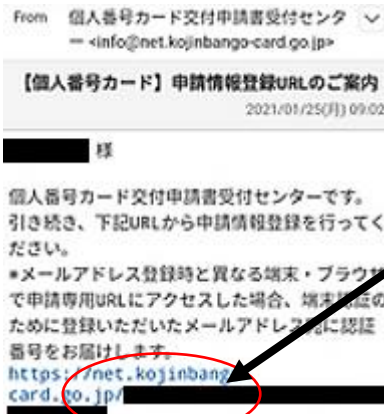 From 個人番号カード交付申請書受付センタ
ー <info@net.kojinbango-card.go.jp>
【個人番号カード】申請情報登録URLのご案内
2021/01/25(月) 09:02
様
個人番号カード交付申請書受付センターです。
引き続き、下記URLから申請情報登録を行ってく
ださい。
*メールアドレス登録時と異なる端末・ブラウザ
で申請専用URLにアクセスした場合、端末認証の
ために登録いただいたメールアドレス宛に認証
番号をお届けします。
https://net.kojinbang
card.go.jp/